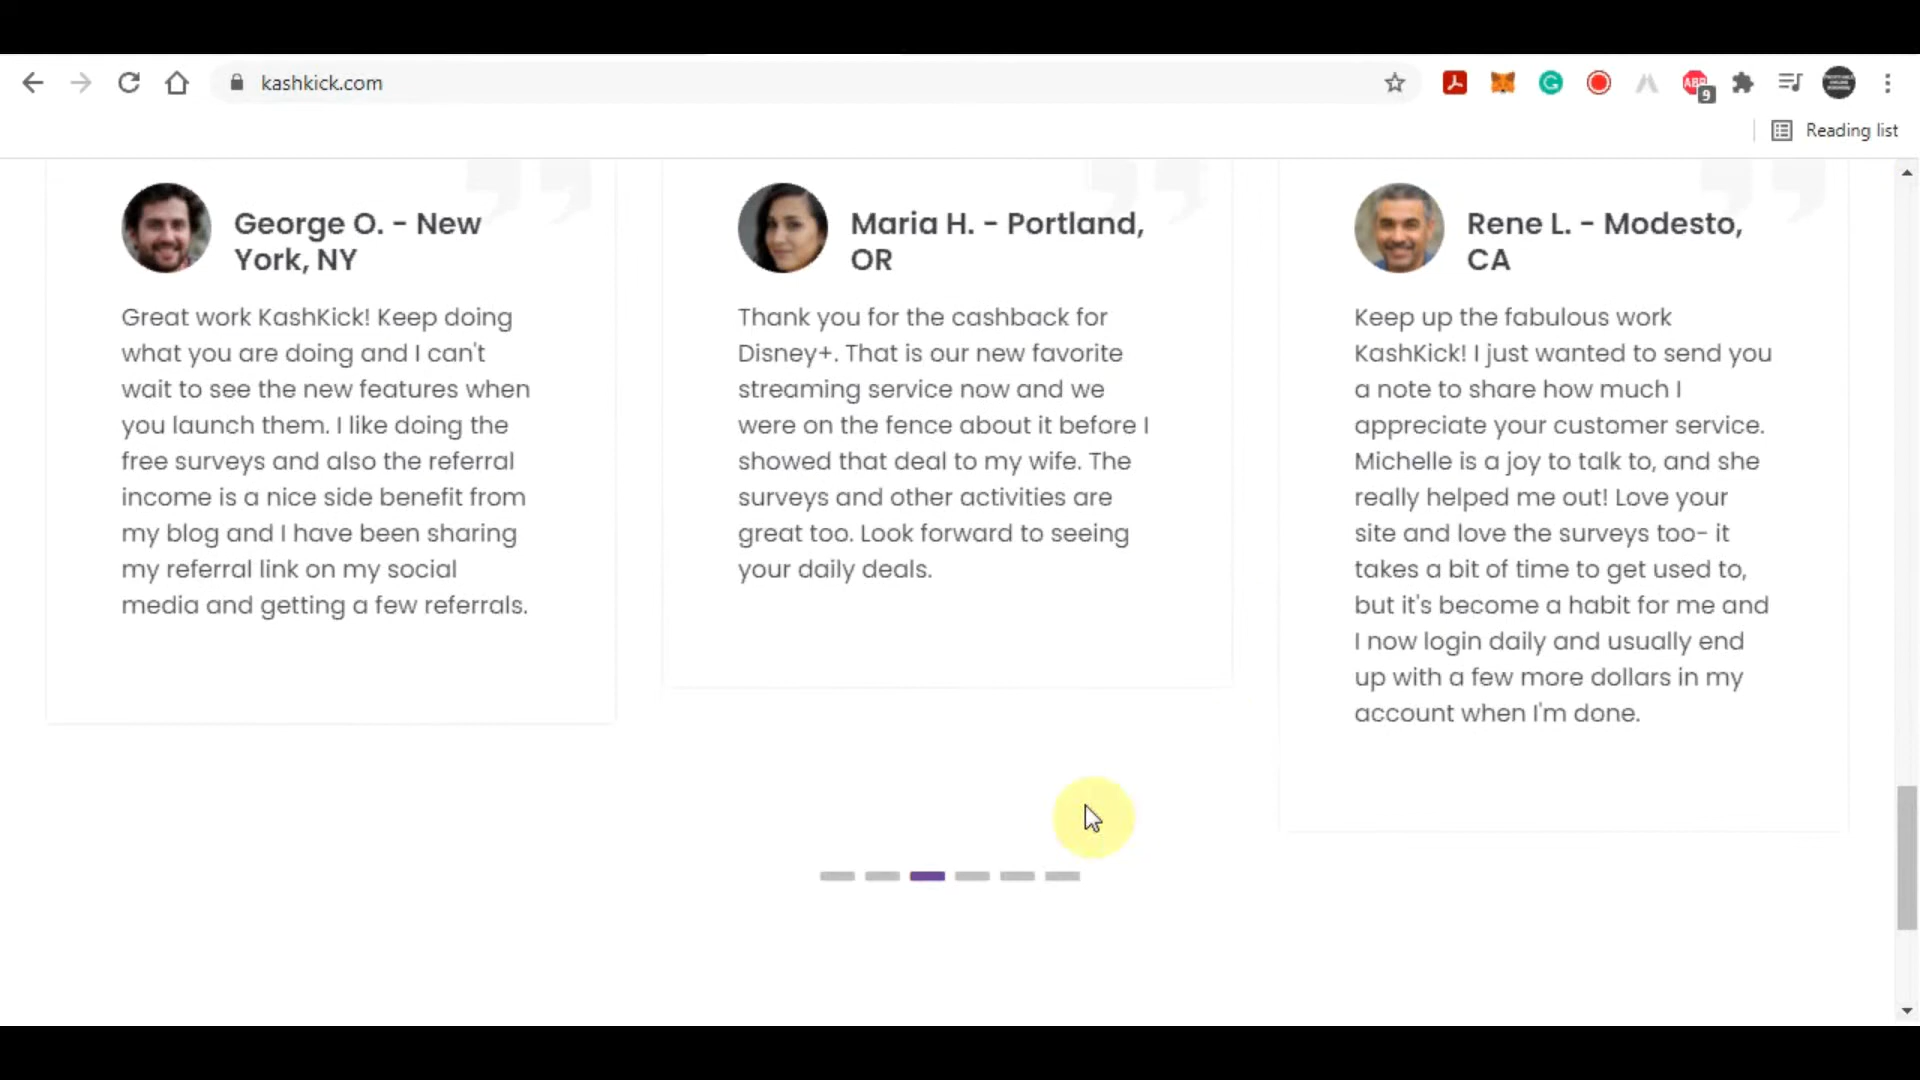 kashkick.com
ABP
9
Reading list
George O. - New
York, NY
Great work KashKick! Keep doing
what you are doing and I can't
wait to see the new features when
you launch them. I like doing the
free surveys and also the referral
income is a nice side benefit from
my blog and I have been sharing
my referral link on my social
media and getting a few referrals.
Maria H. - Portland,
OR
Thank you for the cashback for
Disney+. That is our new favorite
streaming service now and we
were on the fence about it before I
showed that deal to my wife. The
surveys and other activities are
great too. Look forward to seeing
your daily deals.
Rene L. - Modesto,
CA
Keep up the fabulous work
KashKick! I just wanted to send you
a note to share how much I
appreciate your customer service.
Michelle is a joy to talk to, and she
really helped me out! Love your
site and love the surveys too- it
takes a bit of time to get used to,
but it's become a habit for me and
I now login daily and usually end
up with a few more dollars in my
account when I'm done.